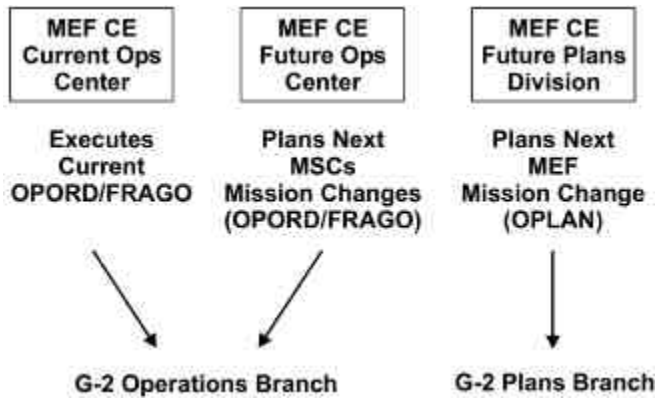 MEF CE
Current Ops
Center
MEF CE
Future Ops
Center
MEF CE
Future Plans
Division
Executes
Current
OPORD/FRAGO
Plans Next
MSCs
Mission Changes
(OPORD/FRAGO)
Plans Next
MEF
Mission Change
(OPLAN)
G-2 Operations Branch
G-2 Plans Branch